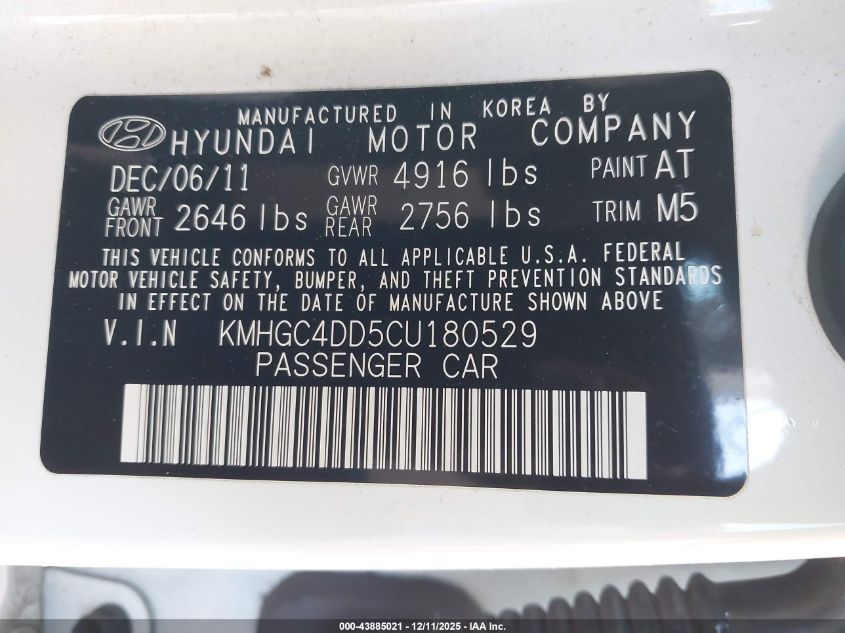 MANUFACTURED IN KOREA BY
HYUNDAI MOTOR COMPANY
DEC/06/11 GVWR 4916 lbs PAINT AT
GAWR FRONT 2646 lbs GAWR REAR 2756 lbs TRIM M5
THIS VEHICLE CONFORMS TO ALL APPLICABLE U.S.A. FEDERAL
MOTOR VEHICLE SAFETY, BUMPER, AND THEFT PREVENTION STANDARDS
IN EFFECT ON THE DATE OF MANUFACTURE SHOWN ABOVE
V.I.N KMHGC4DD5CU180529
PASSENGER CAR
000-43885021 - 12/11/2025 - IAA Inc.